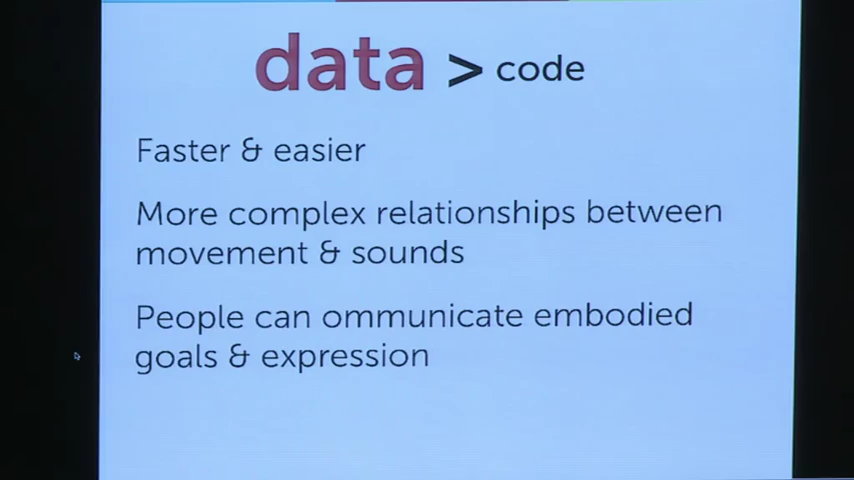 data > code
Faster & easier
More complex relationships between
movement & sounds
People can ommunicate embodied
goals & expression